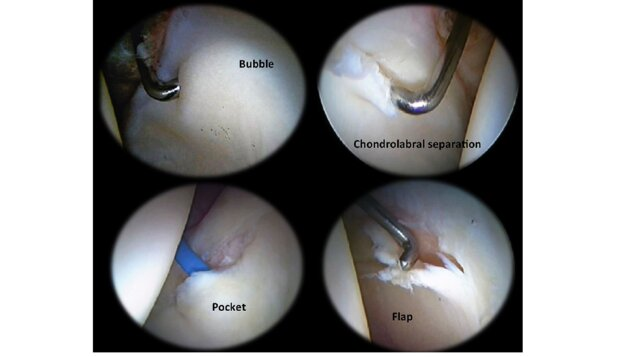 Bubble
Chondrolabral separation
Pocket
Flap